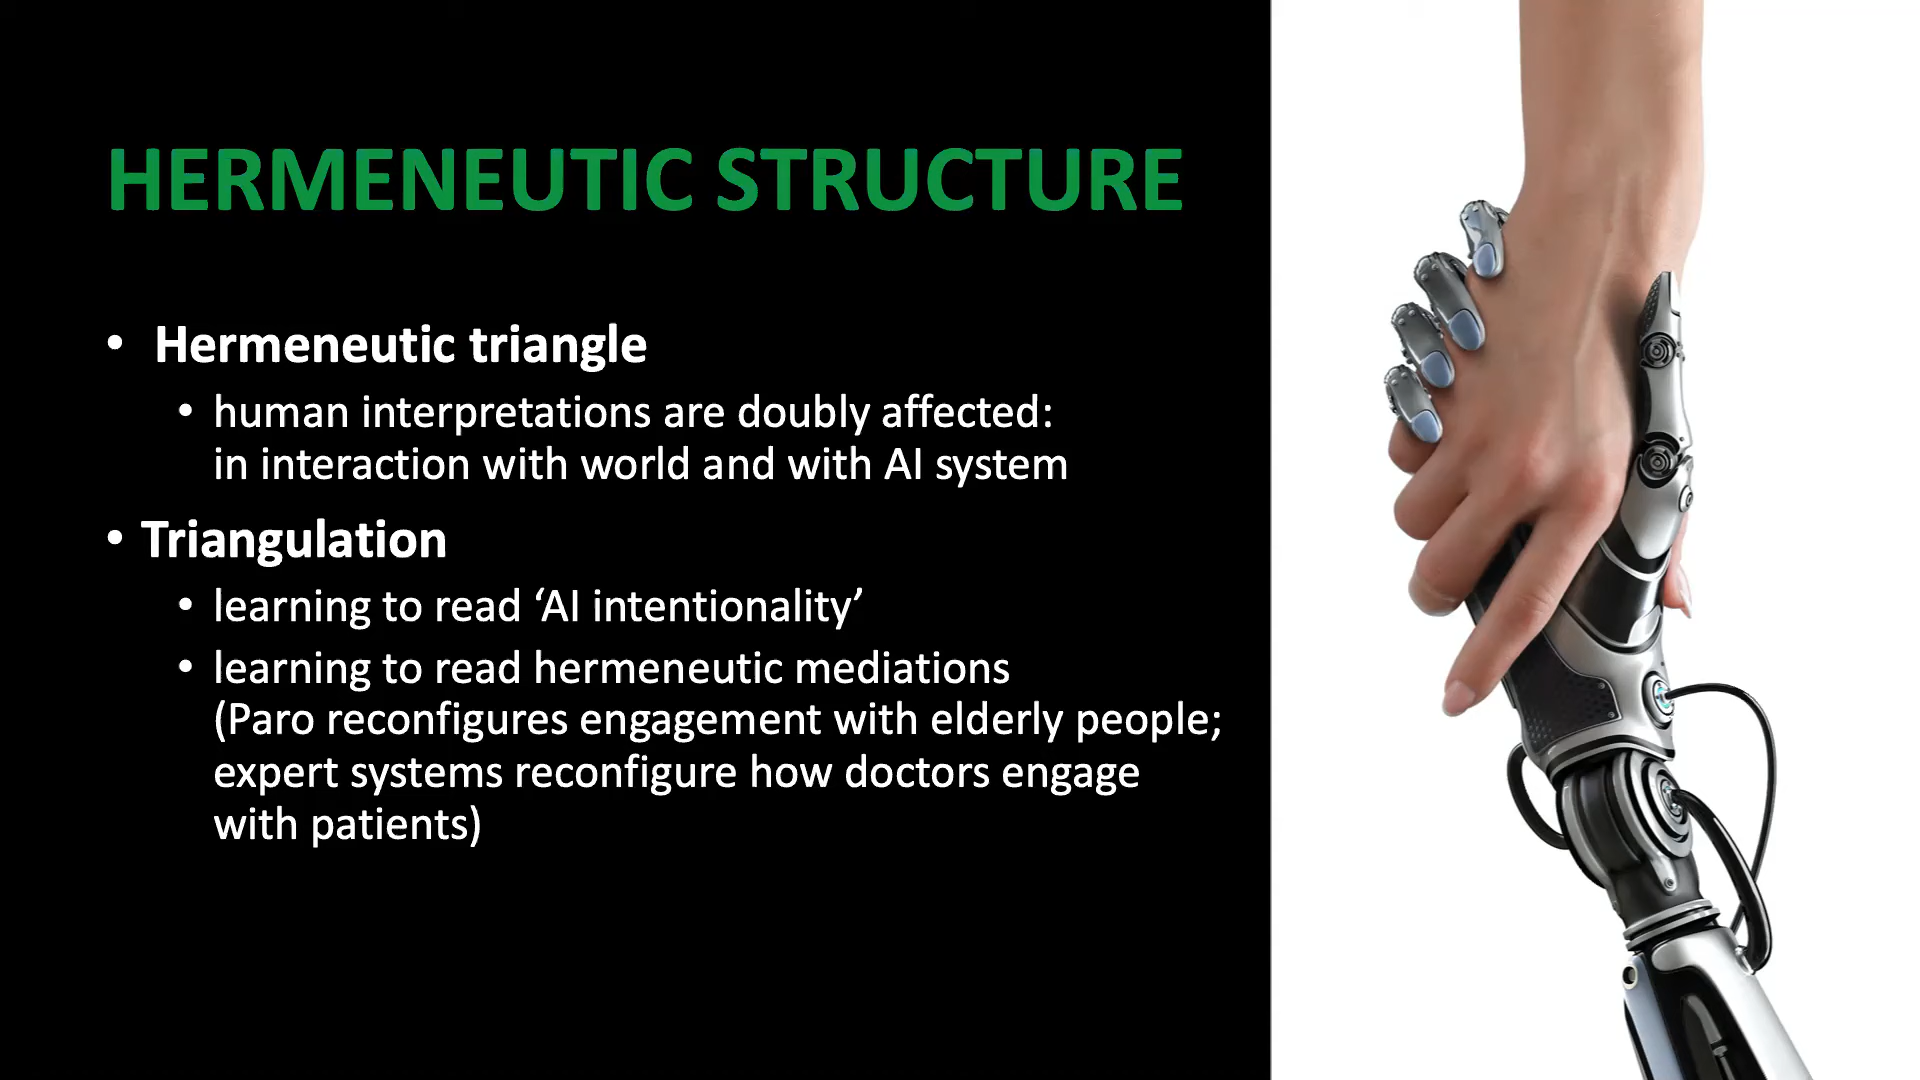 HERMENEUTIC STRUCTURE
• Hermeneutic triangle
• human interpretations are doubly affected:
in interaction with world and with AI system
• Triangulation
• learning to read ‘AI intentionality’
• learning to read hermeneutic mediations
(Paro reconfigures engagement with elderly people;
expert systems reconfigure how doctors engage
with patients)